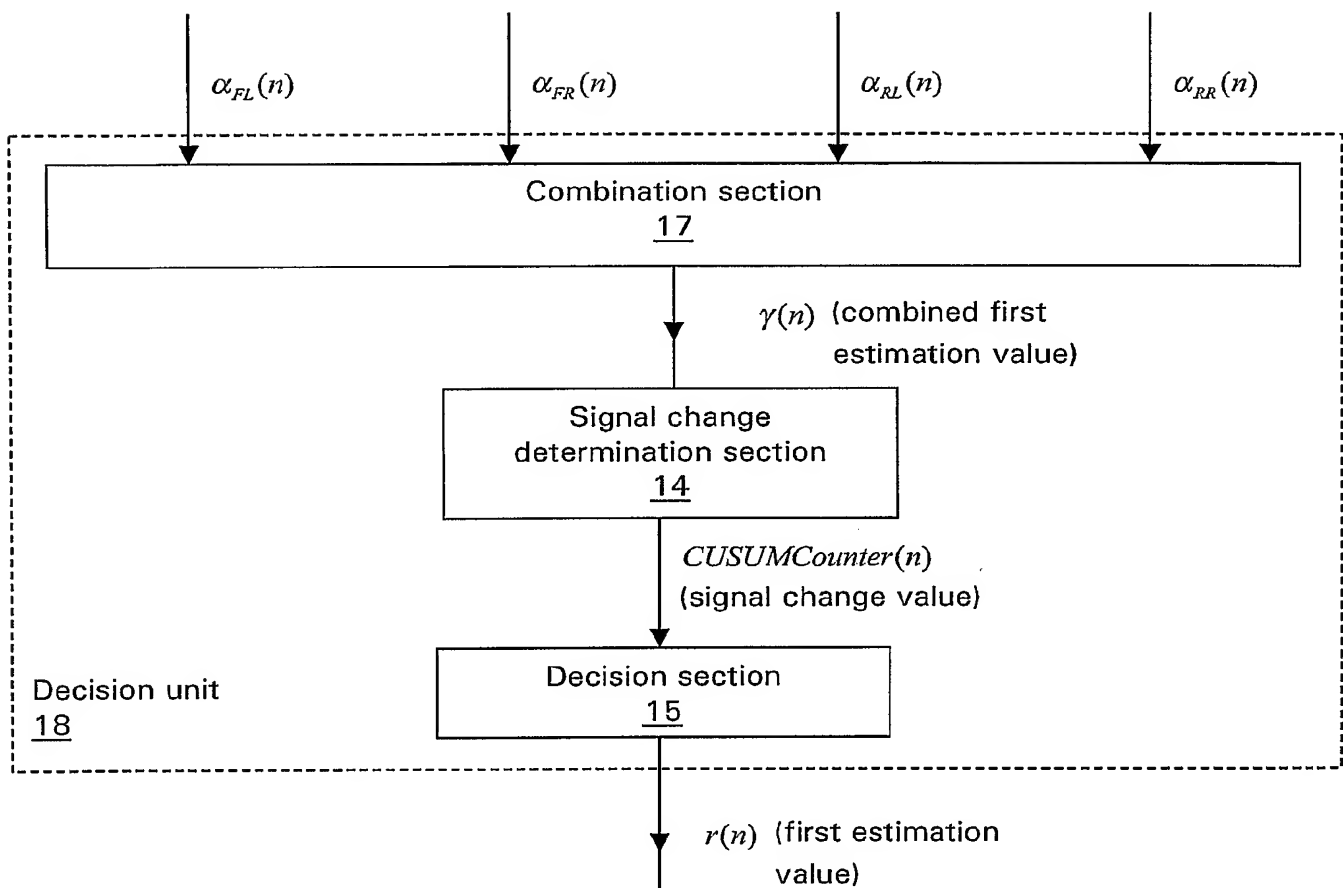 α_FL(n) α_FR(n) α_RL(n) α_RR(n)
Combination section
17
γ(n) (combined first
estimation value)
Signal change
determination section
14
CUSUMCounter(n)
(signal change value)
Decision section
15
Decision unit
18
r(n) (first estimation
value)